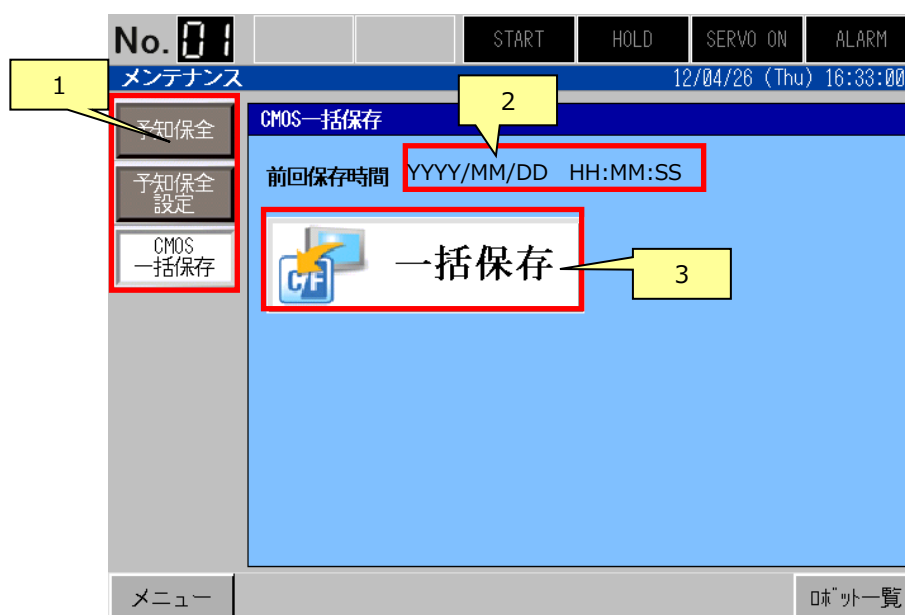 No. 01
START
HOLD
SERVO ON
ALARM
メンテナンス
12/04/26 (Thu) 16:33:00
1
予知保全
予知保全
設定
CMOS
一括保存
CMOS一括保存
2
前回保存時間 YYYY/MM/DD HH:MM:SS
C/F
一括保存
3
メニュー
ロボット一覧